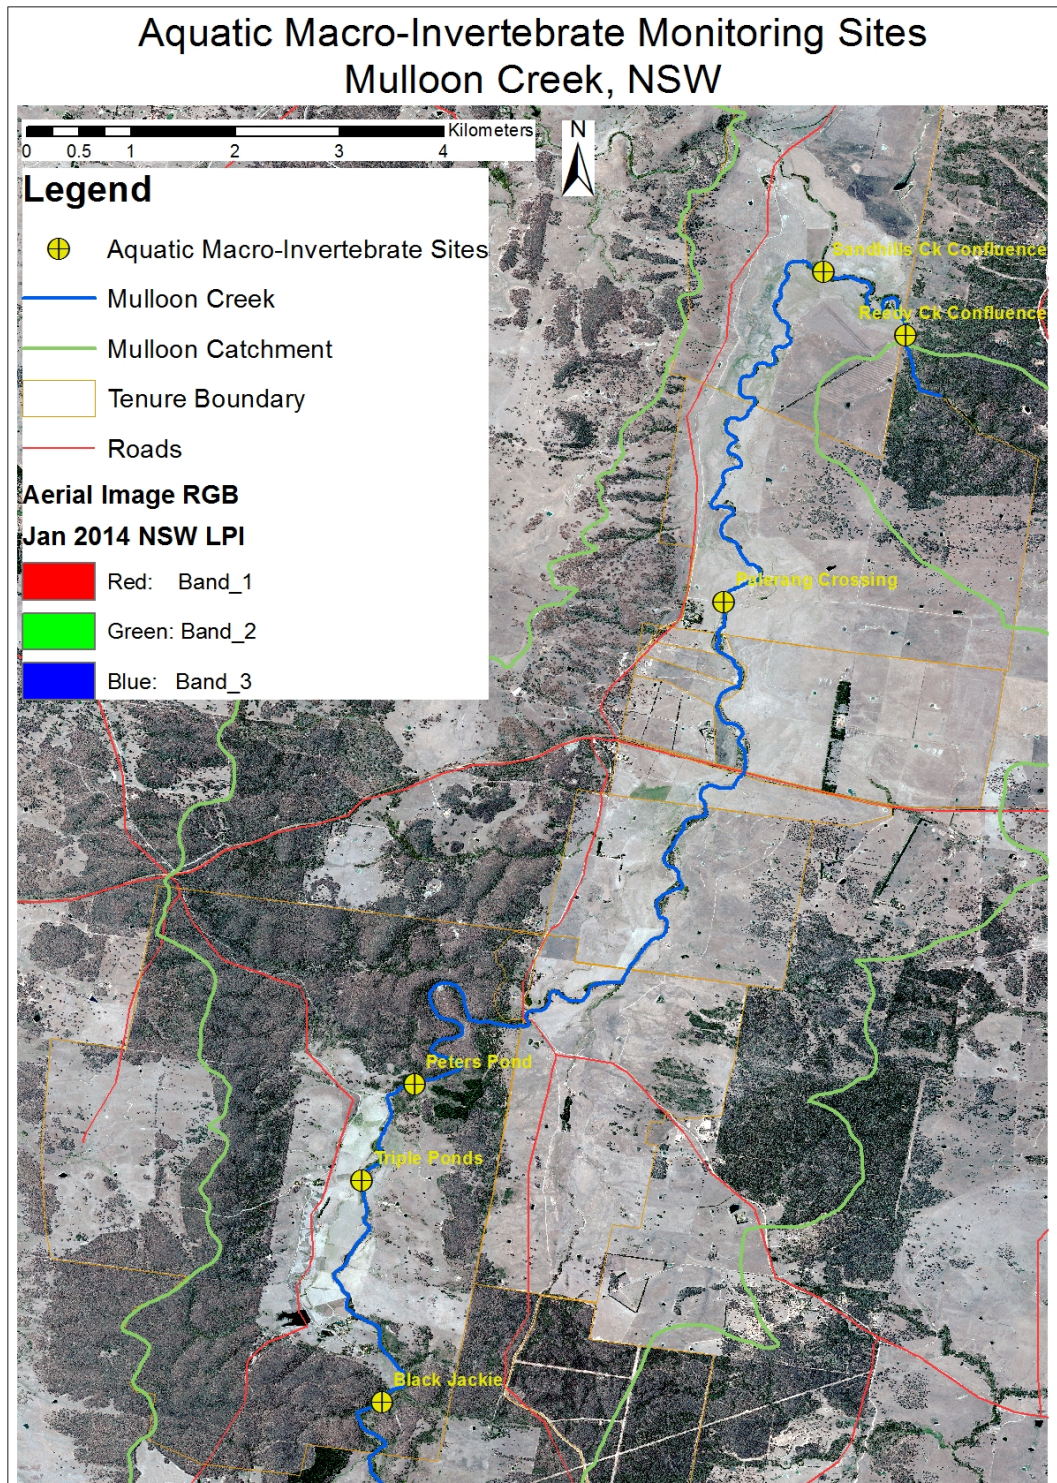 Aquatic Macro-Invertebrate Monitoring Sites
Mulloon Creek, NSW
Kilometers
0 0.5 1 2 3 4
N
Legend
Aquatic Macro-Invertebrate Sites
Mulloon Creek
Mulloon Catchment
Tenure Boundary
Roads
Aerial Image RGB
Jan 2014 NSW LPI
Red: Band_1
Green: Band_2
Blue: Band_3
Sandhills Ck Confluence
Reedy Ck Confluence
Palerang Crossing
Peters Pond
Triple Ponds
Black Jackie